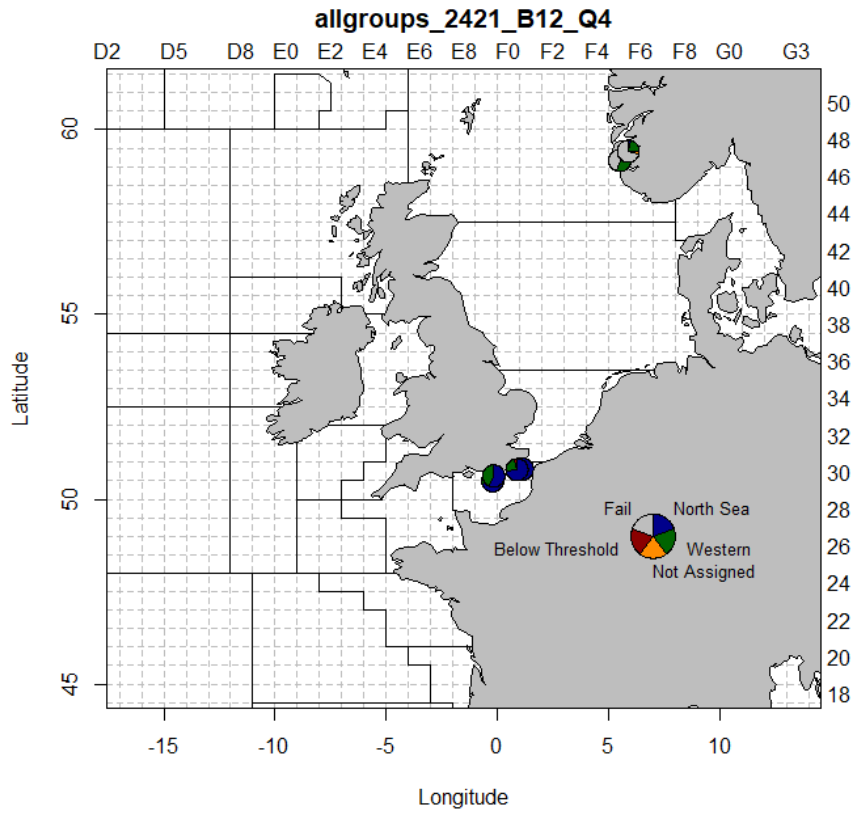 allgroups_2421_B12_Q4
D2 D5 D8 E0 E2 E4 E6 E8 F0 F2 F4 F6 F8 G0 G3
50
60
48
46
44
42
40
55
38
36
Latitude
34
32
30
50
Fail North Sea
28
Below Threshold Western
26
Not Assigned
24
22
20
45
18
-15 -10 -5 0 5 10
Longitude